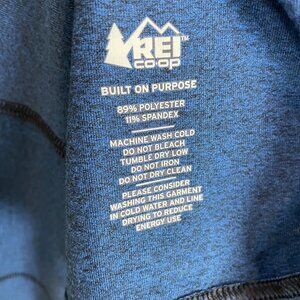 REI™
CO·OP
BUILT ON PURPOSE
89% POLYESTER
11% SPANDEX
MACHINE WASH COLD
DO NOT BLEACH
TUMBLE DRY LOW
DO NOT IRON
DO NOT DRY CLEAN
PLEASE CONSIDER
WASHING THIS GARMENT
IN COLD WATER AND LINE
DRYING TO REDUCE
ENERGY USE